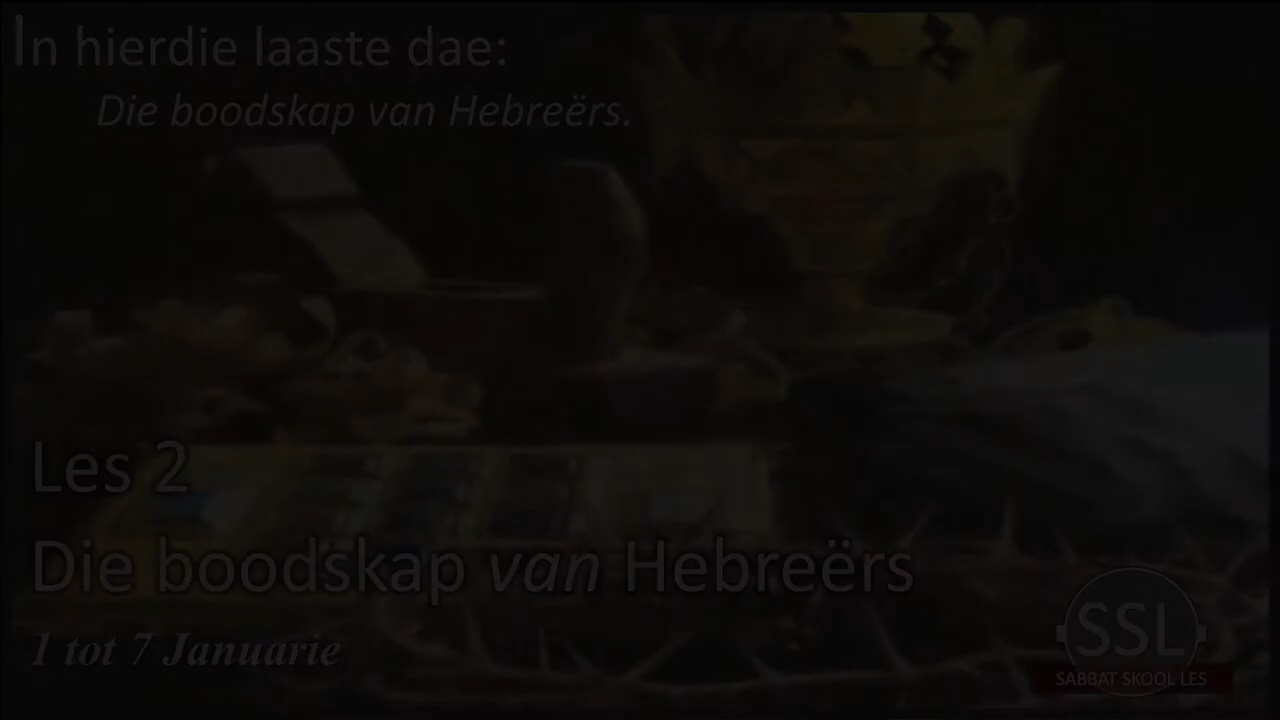 In hierdie laaste dae:
Die boodskap van Hebreërs.
Les 2
Die boodskap van Hebreërs
1 tot 7 Januarie
SSL
SABBAT SKOOL LES